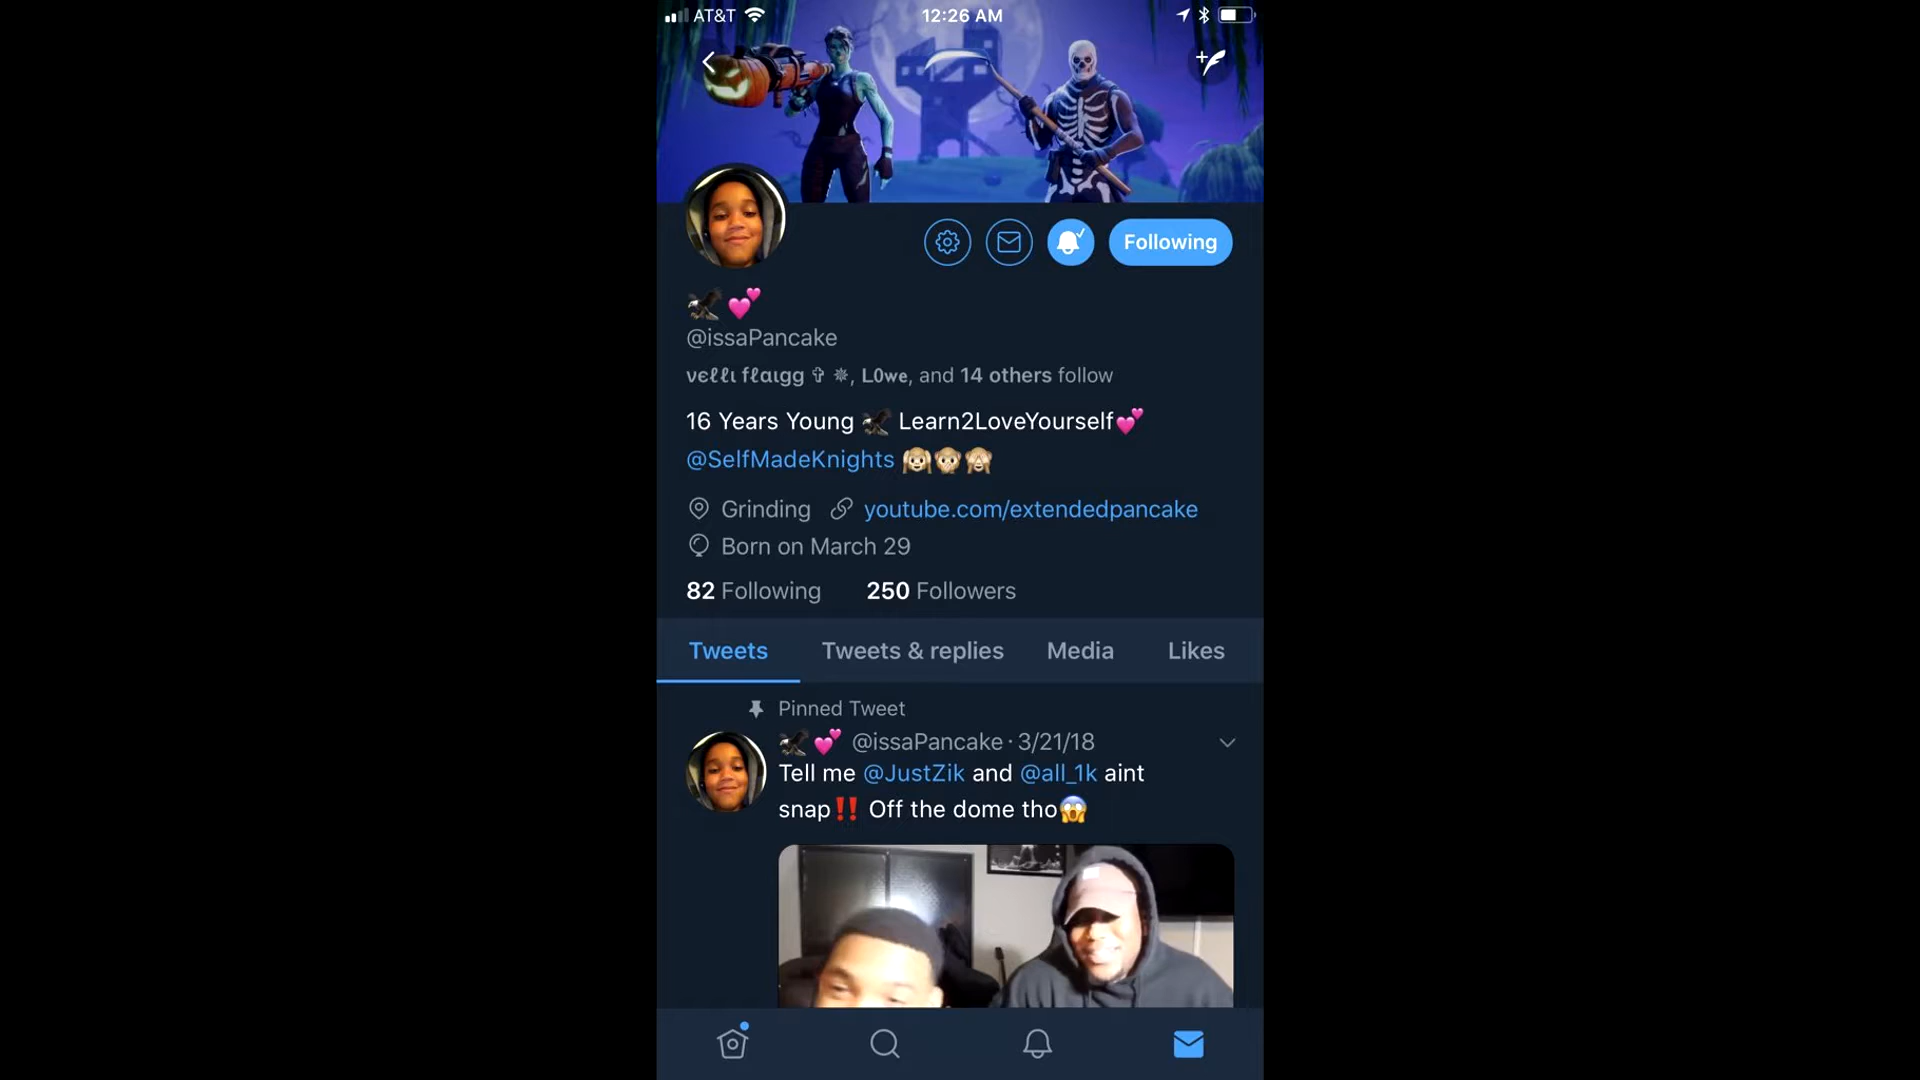 AT&T 12:26 AM
Following
@issaPancake
νєℓℓι fℓαιgg ✞ ✵, L0we, and 14 others follow
16 Years Young 🦅 Learn2LoveYourself💕
@SelfMadeKnights 🙉🙊🙈
Grinding youtube.com/extendedpancake
Born on March 29
82 Following 250 Followers
Tweets Tweets & replies Media Likes
Pinned Tweet
🦅 💕 @issaPancake · 3/21/18
Tell me @JustZik and @all_1k aint
snap‼️ Off the dome tho😱